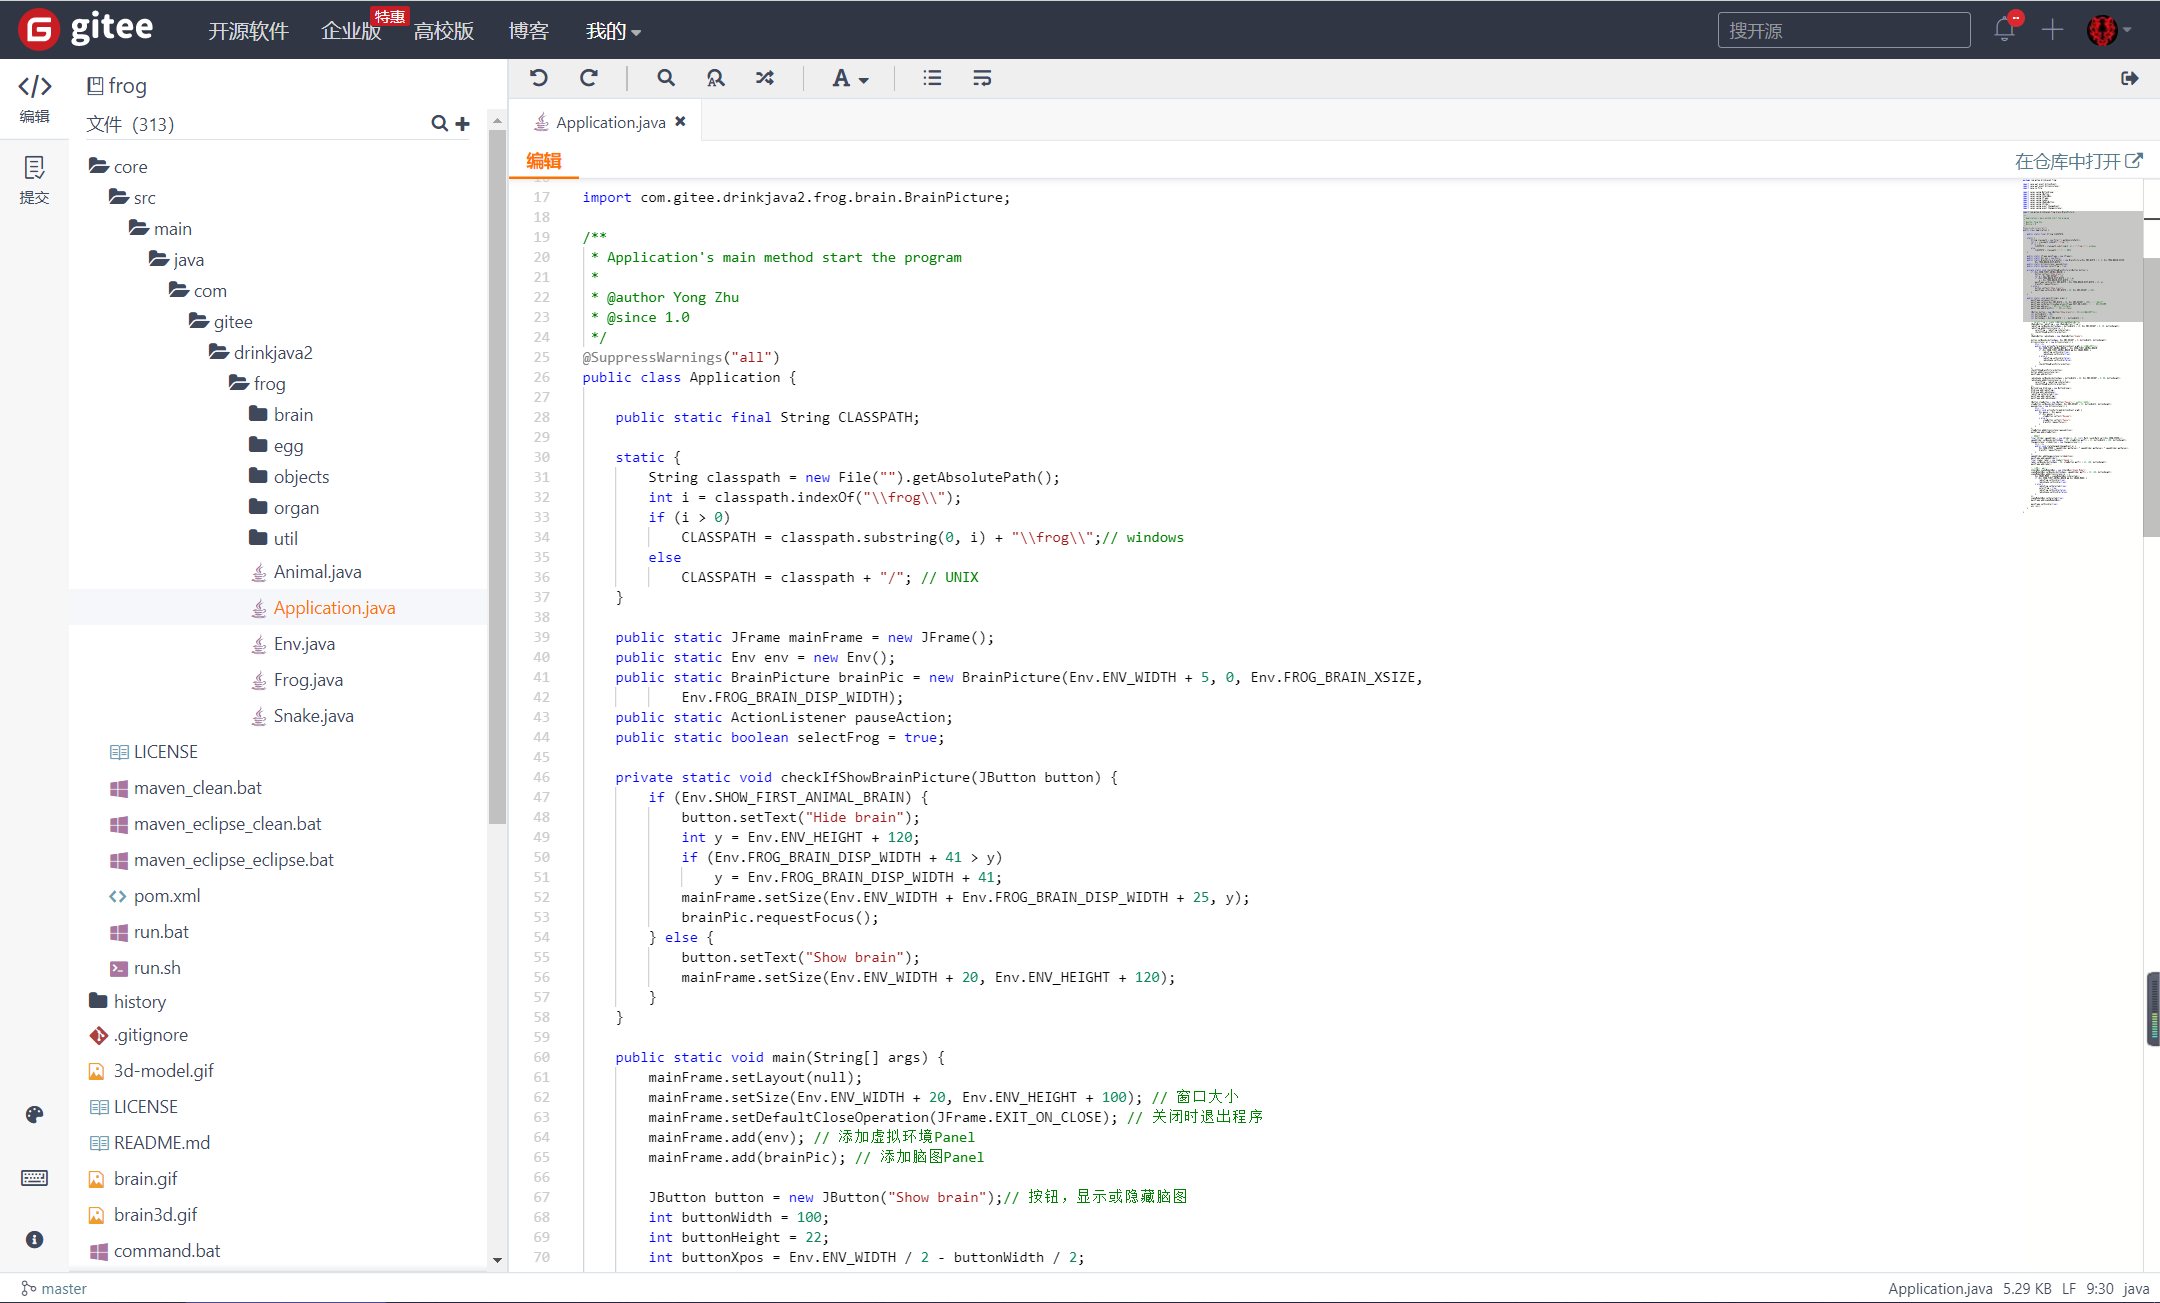 gitee
开源软件
企业版
特惠
高校版
博客
我的
搜开源
编辑
提交
frog
文件（313）
core
src
main
java
com
gitee
drinkjava2
frog
brain
egg
objects
organ
util
Animal.java
Application.java
Env.java
Frog.java
Snake.java
LICENSE
maven_clean.bat
maven_eclipse_clean.bat
maven_eclipse_eclipse.bat
pom.xml
run.bat
run.sh
history
.gitignore
3d-model.gif
LICENSE
README.md
brain.gif
brain3d.gif
command.bat
A
Application.java
编辑
在仓库中打开
17 import com.gitee.drinkjava2.frog.brain.BrainPicture;
18
19 /**
20 * Application's main method start the program
21 *
22 * @author Yong Zhu
23 * @since 1.0
24 */
25 @SuppressWarnings("all")
26 public class Application {
27
28 public static final String CLASSPATH;
29
30 static {
31 String classpath = new File("").getAbsolutePath();
32 int i = classpath.indexOf("\\frog\\");
33 if (i > 0)
34 CLASSPATH = classpath.substring(0, i) + "\\frog\\";// windows
35 else
36 CLASSPATH = classpath + "/"; // UNIX
37 }
38
39 public static JFrame mainFrame = new JFrame();
40 public static Env env = new Env();
41 public static BrainPicture brainPic = new BrainPicture(Env.ENV_WIDTH + 5, 0, Env.FROG_BRAIN_XSIZE,
42 Env.FROG_BRAIN_DISP_WIDTH);
43 public static ActionListener pauseAction;
44 public static boolean selectFrog = true;
45
46 private static void checkIfShowBrainPicture(JButton button) {
47 if (Env.SHOW_FIRST_ANIMAL_BRAIN) {
48 button.setText("Hide brain");
49 int y = Env.ENV_HEIGHT + 120;
50 if (Env.FROG_BRAIN_DISP_WIDTH + 41 > y)
51 y = Env.FROG_BRAIN_DISP_WIDTH + 41;
52 mainFrame.setSize(Env.ENV_WIDTH + Env.FROG_BRAIN_DISP_WIDTH + 25, y);
53 brainPic.requestFocus();
54 } else {
55 button.setText("Show brain");
56 mainFrame.setSize(Env.ENV_WIDTH + 20, Env.ENV_HEIGHT + 120);
57 }
58 }
59
60 public static void main(String[] args) {
61 mainFrame.setLayout(null);
62 mainFrame.setSize(Env.ENV_WIDTH + 20, Env.ENV_HEIGHT + 100); // 窗口大小
63 mainFrame.setDefaultCloseOperation(JFrame.EXIT_ON_CLOSE); // 关闭时退出程序
64 mainFrame.add(env); // 添加虚拟环境Panel
65 mainFrame.add(brainPic); // 添加脑图Panel
66
67 JButton button = new JButton("Show brain");// 按钮，显示或隐藏脑图
68 int buttonWidth = 100;
69 int buttonHeight = 22;
70 int buttonXpos = Env.ENV_WIDTH / 2 - buttonWidth / 2;
master
Application.java 5.29 KB LF 9:30 java